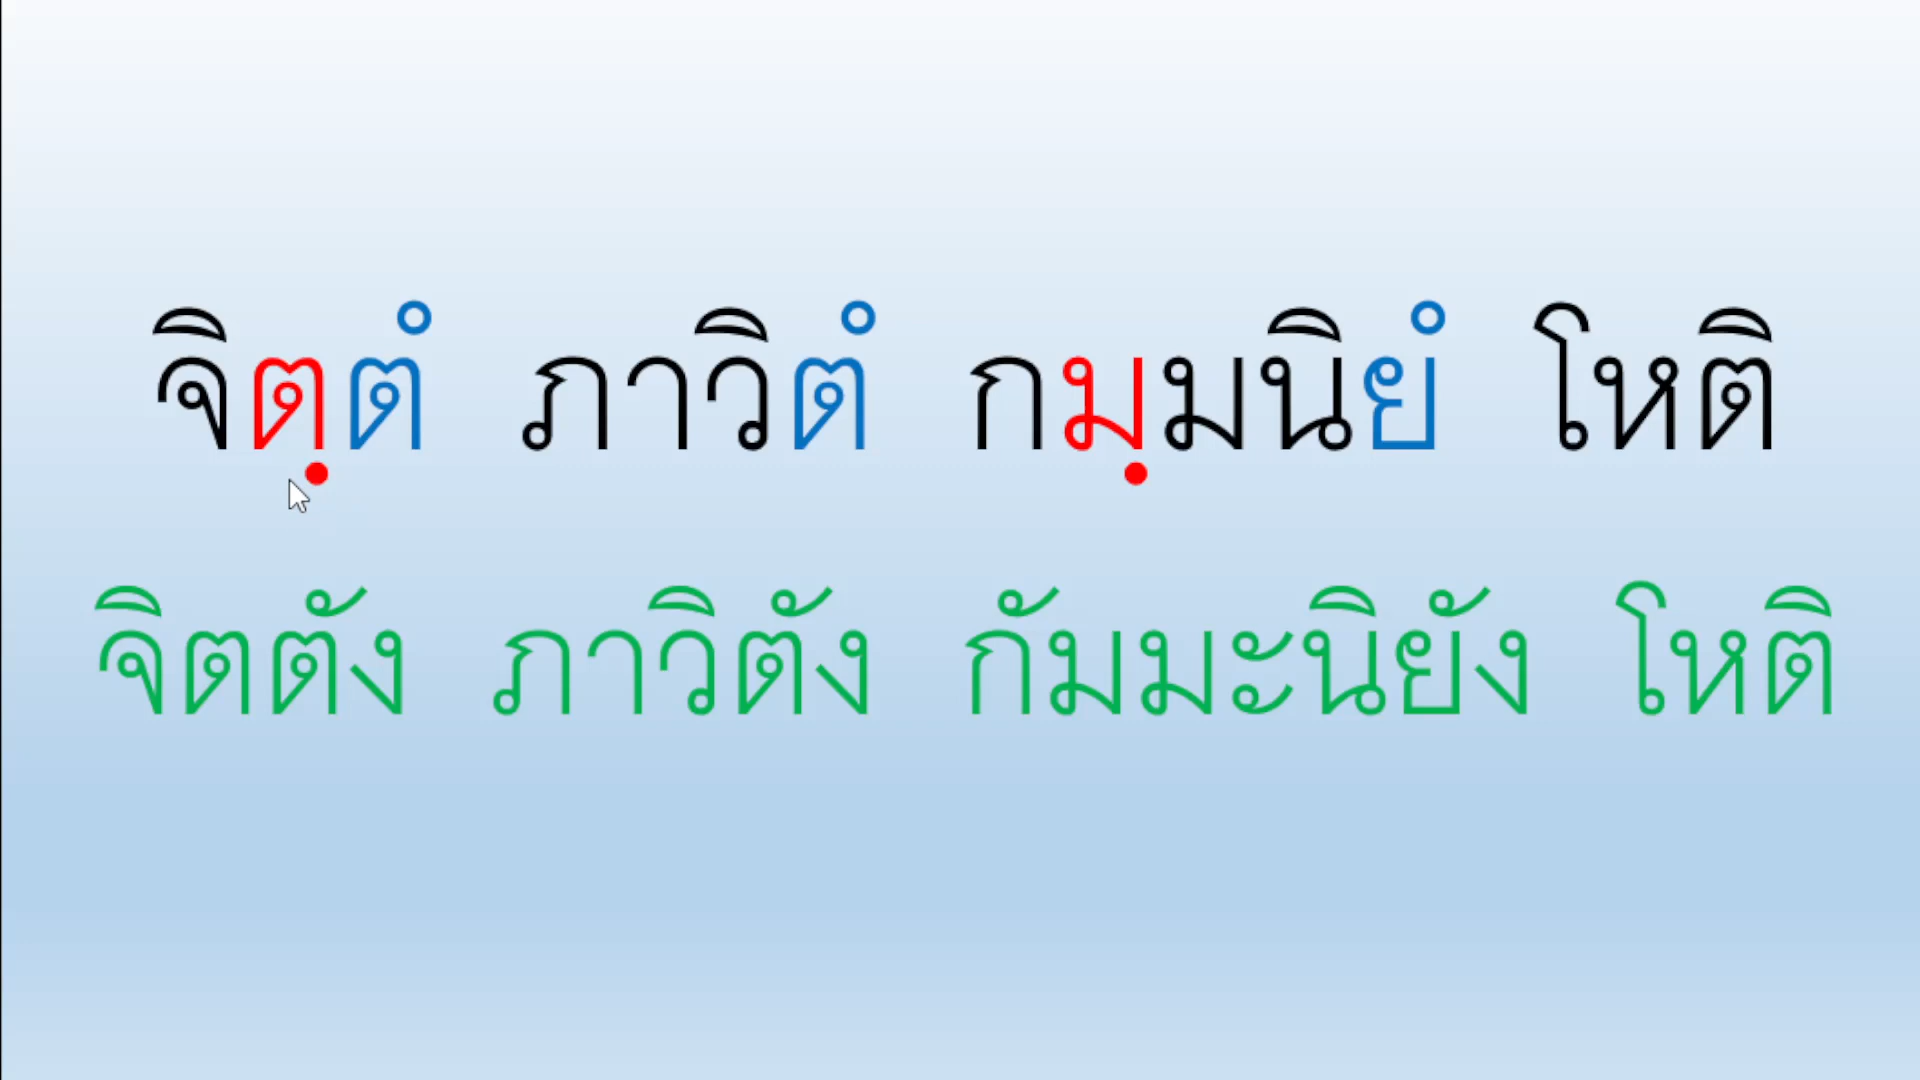 จิตฺตํ ภาวิตํ กมฺมนิยํ โหติ
จิตตัง ภาวิตัง กัมมะนิยัง โหติ